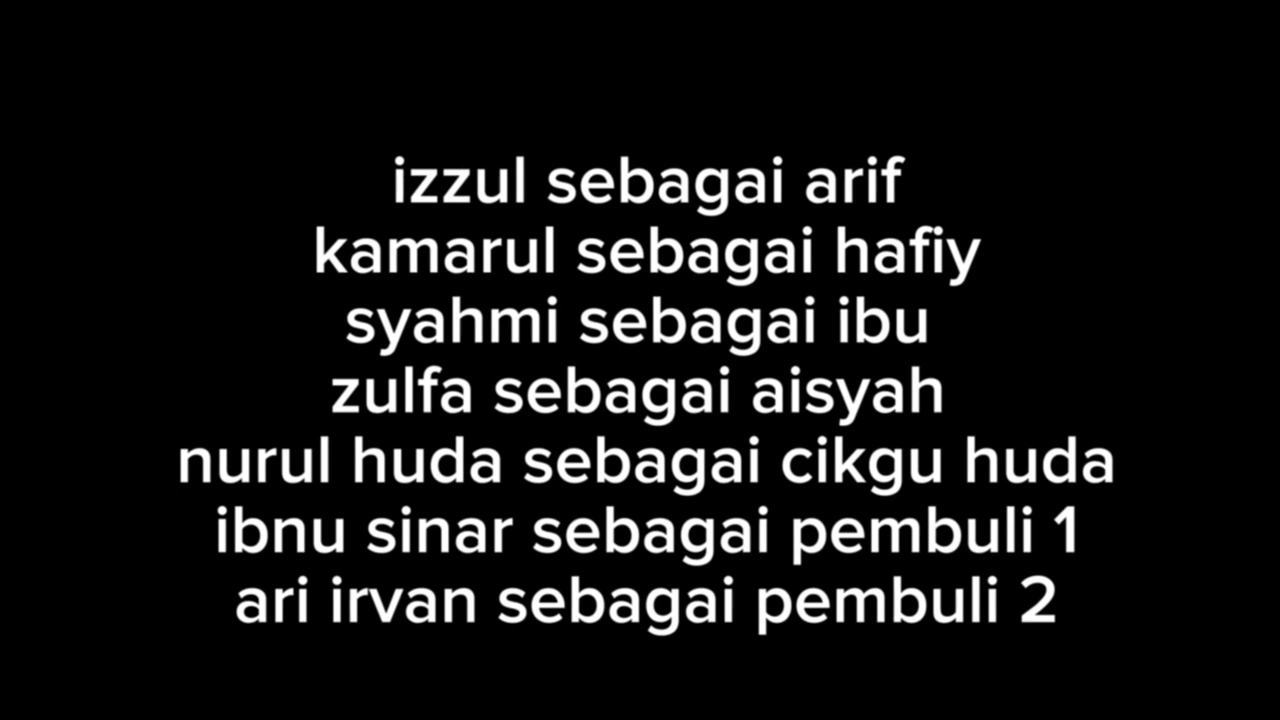 izzul sebagai arif
kamarul sebagai hafiy
syahmi sebagai ibu
zulfa sebagai aisyah
nurul huda sebagai cikgu huda
ibnu sinar sebagai pembuli 1
ari irvan sebagai pembuli 2